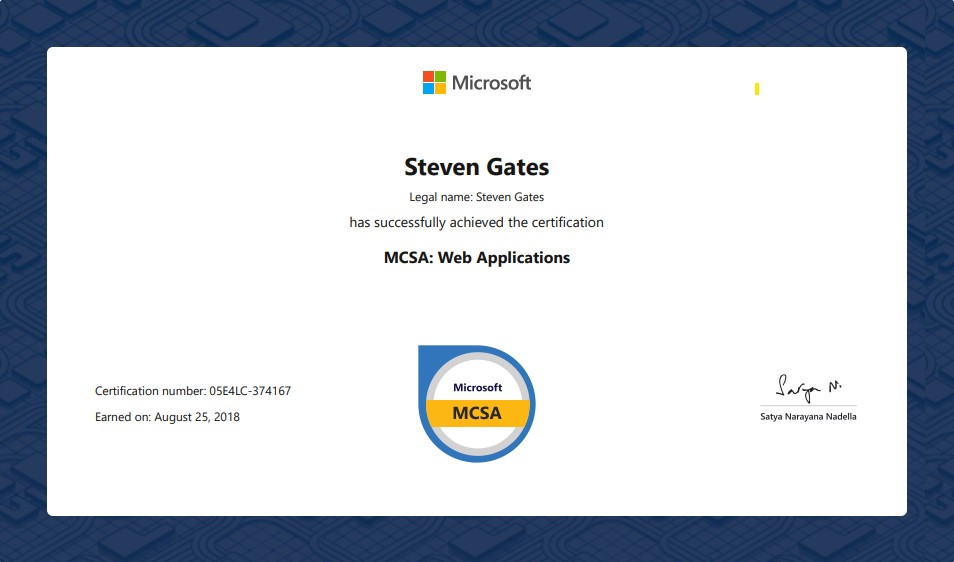 Microsoft
Steven Gates
Legal name: Steven Gates
has successfully achieved the certification
MCSA: Web Applications
Certification number: 05E4LC-374167
Earned on: August 25, 2018
Microsoft
MCSA
Satya N.
Satya Narayana Nadella